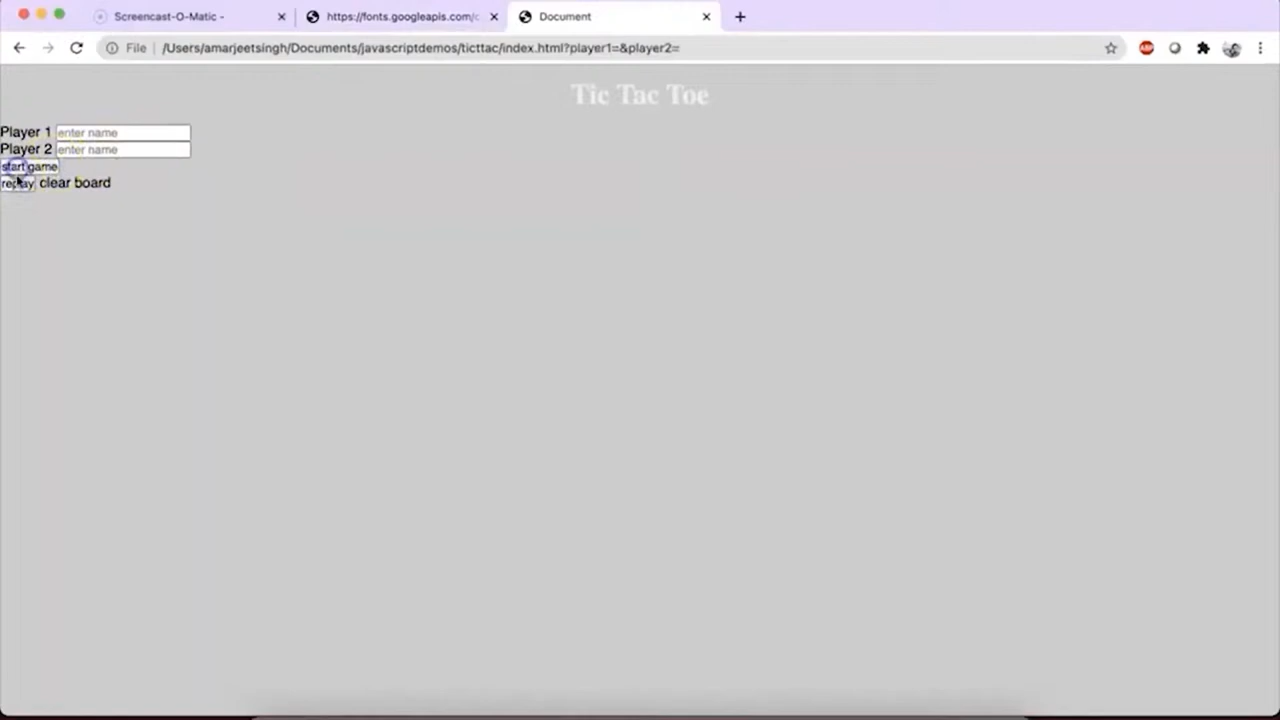 Screencast-O-Matic -
https://fonts.googleapis.com/c
Document
File
/Users/amarjeetsingh/Documents/javascriptdemos/ticttac/index.html?player1=&player2=
ABP
Tic Tac Toe
Player 1 enter name
Player 2 enter name
start game
replay clear board